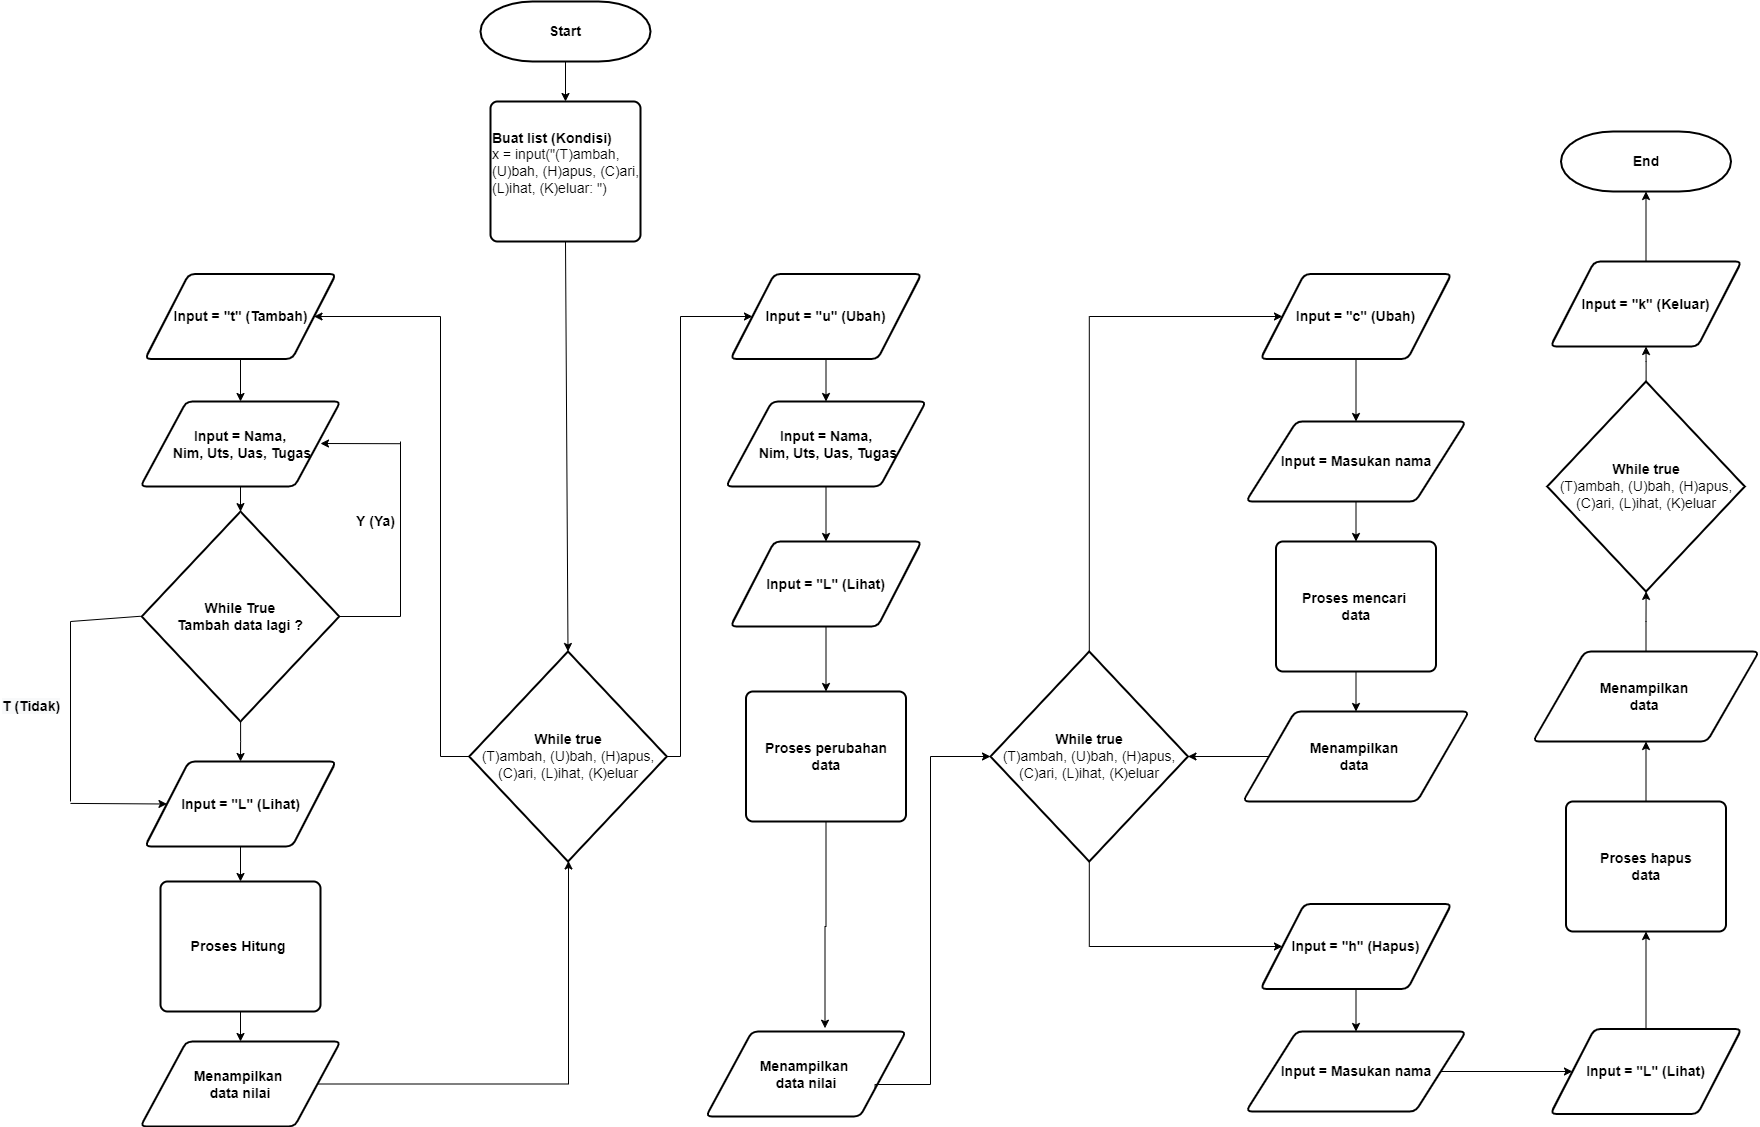 Start
Buat list (Kondisi)
x = input("(T)ambah,
(U)bah, (H)apus, (C)ari,
(L)ihat, (K)eluar: ")
Input = "t" (Tambah)
Input = Nama,
Nim, Uts, Uas, Tugas
Y (Ya)
While True
Tambah data lagi ?
T (Tidak)
Input = "L" (Lihat)
Proses Hitung
Menampilkan
data nilai
While true
(T)ambah, (U)bah, (H)apus,
(C)ari, (L)ihat, (K)eluar
Input = "u" (Ubah)
Input = Nama,
Nim, Uts, Uas, Tugas
Input = "L" (Lihat)
Proses perubahan
data
Menampilkan
data nilai
While true
(T)ambah, (U)bah, (H)apus,
(C)ari, (L)ihat, (K)eluar
Input = "c" (Ubah)
Input = Masukan nama
Proses mencari
data
Menampilkan
data
Input = "h" (Hapus)
Input = Masukan nama
Input = "L" (Lihat)
Proses hapus
data
Menampilkan
data
While true
(T)ambah, (U)bah, (H)apus,
(C)ari, (L)ihat, (K)eluar
Input = "k" (Keluar)
End